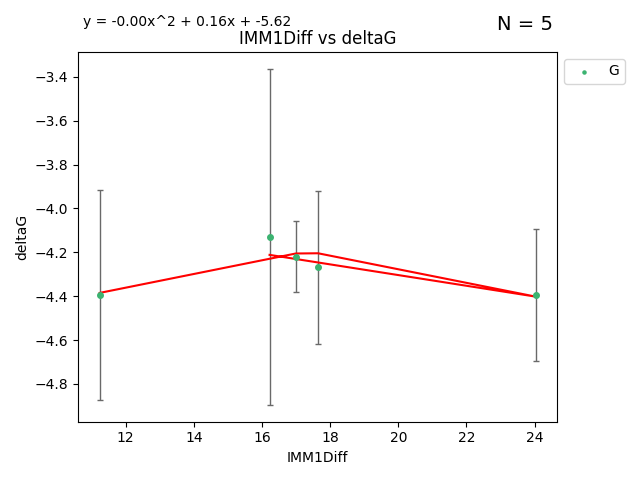 y = -0.00x^2 + 0.16x + -5.62
N = 5
IMM1Diff vs deltaG
G
−3.4
−3.6
−3.8
−4.0
−4.2
−4.4
−4.6
−4.8
deltaG
12 14 16 18 20 22 24
IMM1Diff